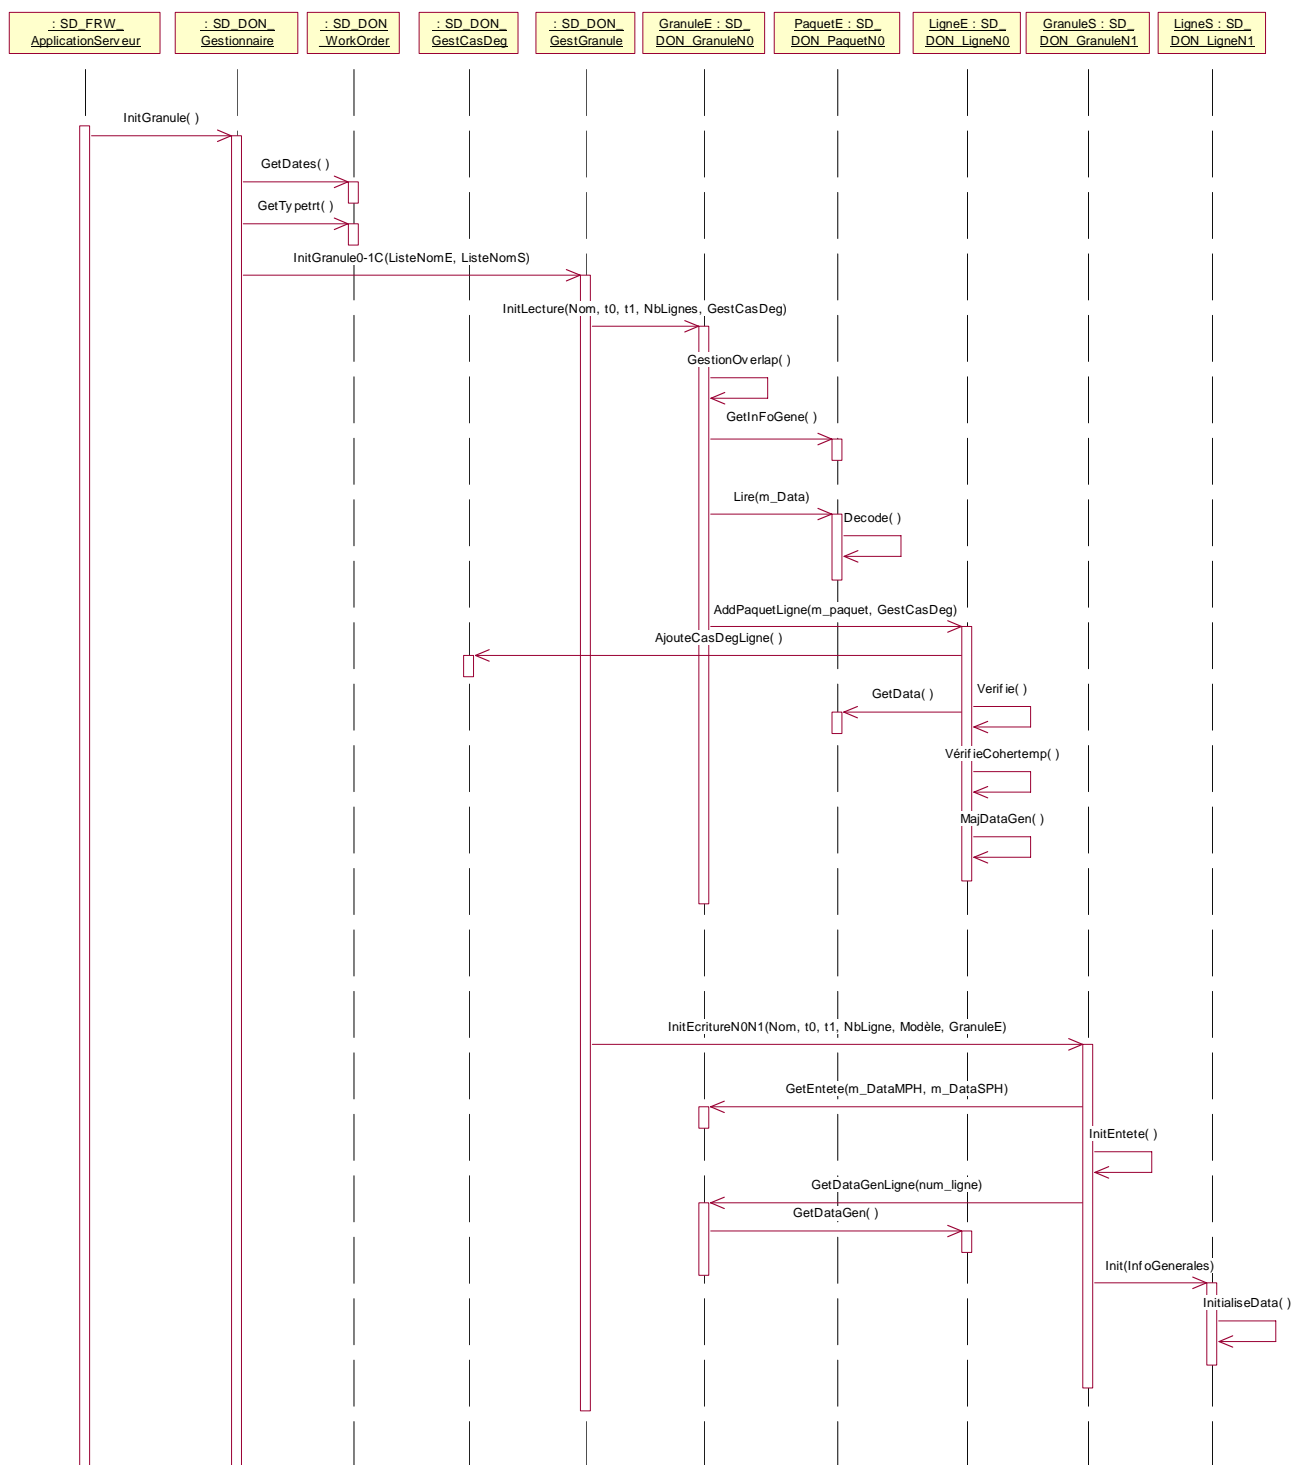 : SD_FRW_
ApplicationServeur
: SD_DON_
Gestionnaire
: SD_DON
_WorkOrder
: SD_DON_
GestCasDeg
: SD_DON_
GestGranule
GranuleE : SD_
DON_GranuleN0
PaquetE : SD_
DON_PaquetN0
LigneE : SD_
DON_LigneN0
GranuleS : SD_
DON_GranuleN1
LigneS : SD_
DON_LigneN1
InitGranule( )
GetDates( )
GetTypetrt( )
InitGranule0-1C(ListeNomE, ListeNomS)
InitLecture(Nom, t0, t1, NbLignes, GestCasDeg)
GestionOverlap( )
GetInFoGene( )
Lire(m_Data)
Decode( )
AddPaquetLigne(m_paquet, GestCasDeg)
AjouteCasDegLigne( )
Verifie( )
GetData( )
VérifieCohertemp( )
MajDataGen( )
InitEcritureN0N1(Nom, t0, t1, NbLigne, Modèle, GranuleE)
GetEntete(m_DataMPH, m_DataSPH)
InitEntete( )
GetDataGenLigne(num_ligne)
GetDataGen( )
Init(InfoGenerales)
InitialiseData( )